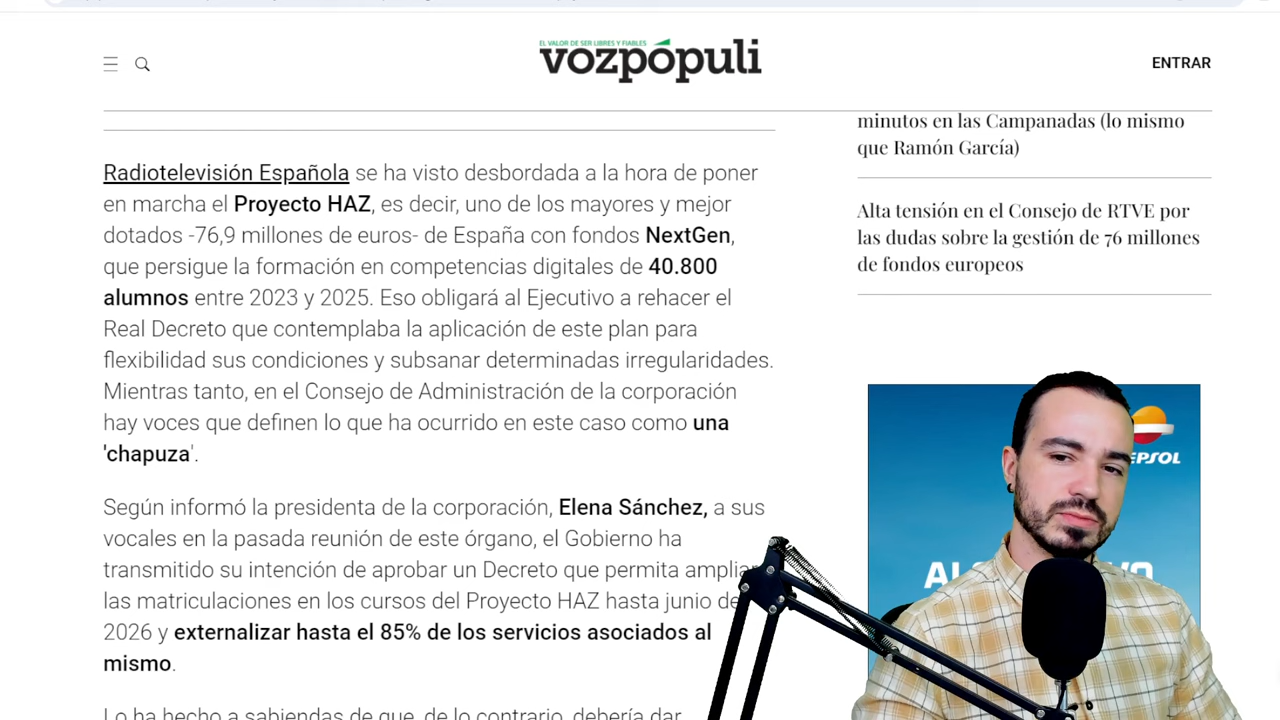 EL VALOR DE SER LIBRES Y FIABLES
vozpópuli
ENTRAR
Radiotelevisión Española se ha visto desbordada a la hora de poner
en marcha el Proyecto HAZ, es decir, uno de los mayores y mejor
dotados -76,9 millones de euros- de España con fondos NextGen,
que persigue la formación en competencias digitales de 40.800
alumnos entre 2023 y 2025. Eso obligará al Ejecutivo a rehacer el
Real Decreto que contemplaba la aplicación de este plan para
flexibilidad sus condiciones y subsanar determinadas irregularidades.
Mientras tanto, en el Consejo de Administración de la corporación
hay voces que definen lo que ha ocurrido en este caso como una
'chapuza'.
Según informó la presidenta de la corporación, Elena Sánchez, a sus
vocales en la pasada reunión de este órgano, el Gobierno ha
transmitido su intención de aprobar un Decreto que permita ampliar
las matriculaciones en los cursos del Proyecto HAZ hasta junio de
2026 y externalizar hasta el 85% de los servicios asociados al
mismo.
Lo ha hecho a sabiendas de que, de lo contrario, debería dar
minutos en las Campanadas (lo mismo
que Ramón García)
Alta tensión en el Consejo de RTVE por
las dudas sobre la gestión de 76 millones
de fondos europeos
EPSOL